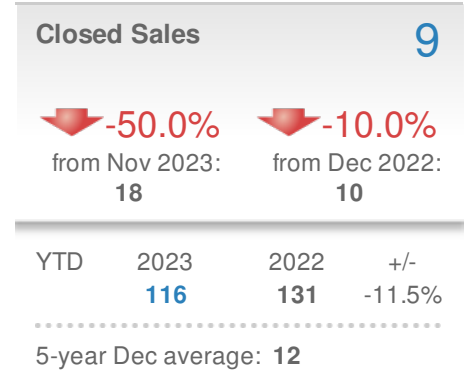 Closed Sales 9
-50.0% -10.0%
from Nov 2023: from Dec 2022:
18 10
YTD 2023 2022 +/-
116 131 -11.5%
5-year Dec average: 12